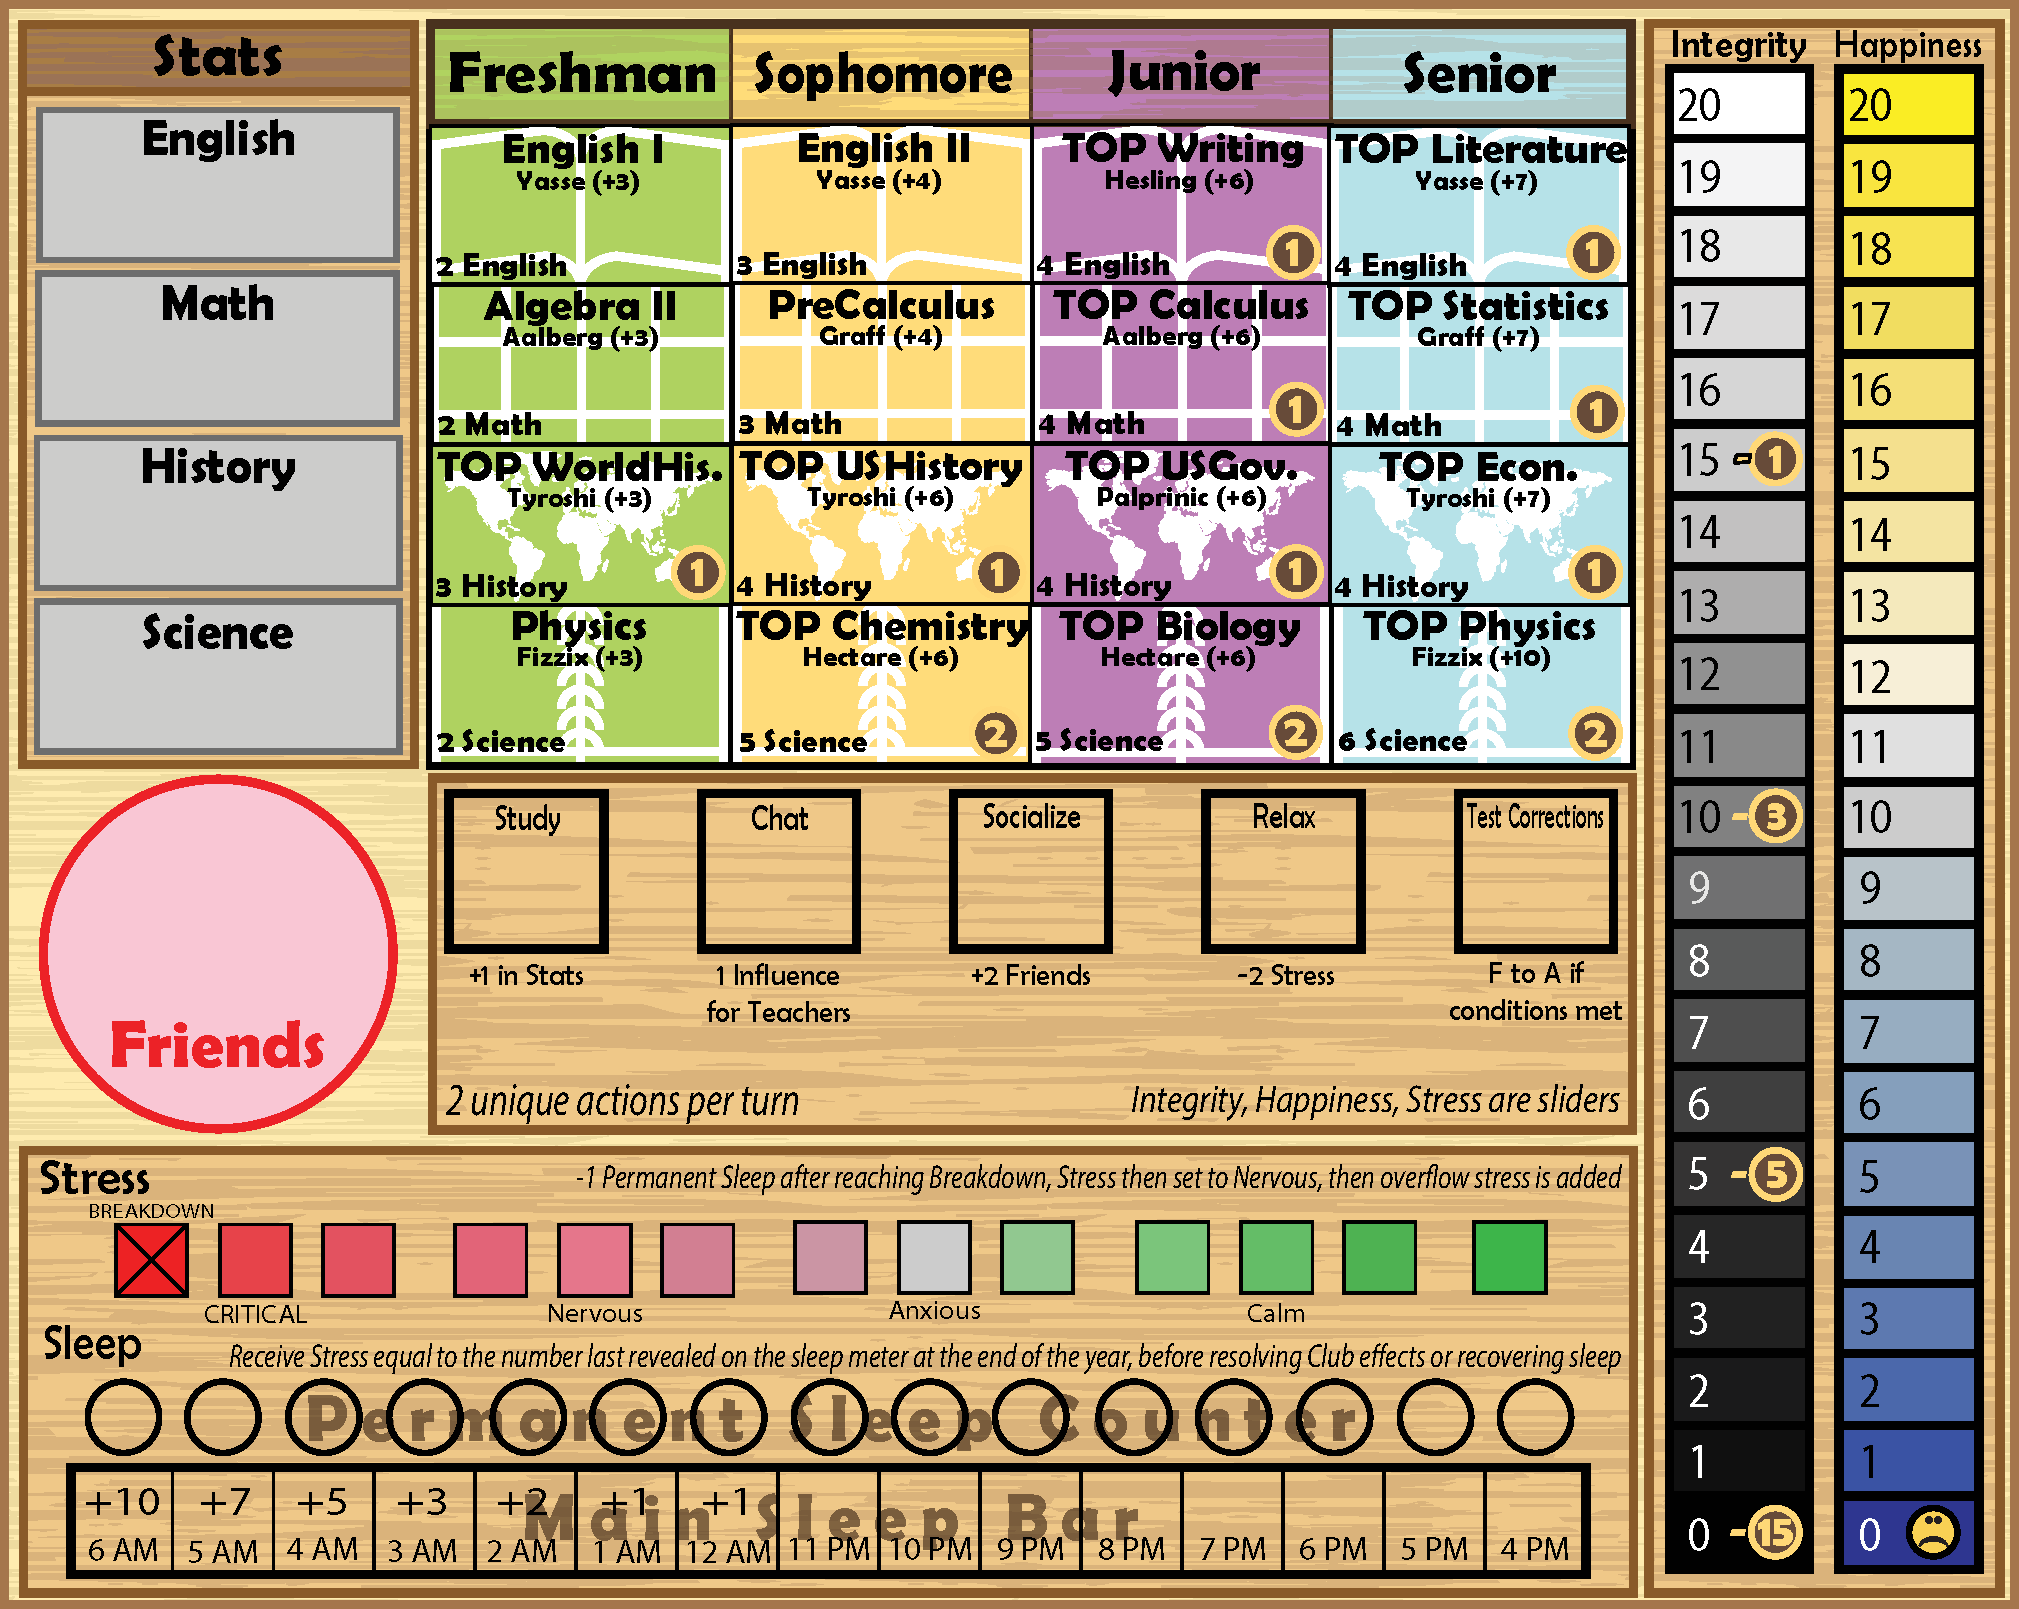 Stats
English
Math
History
Science
Friends
Freshman
Sophomore
Junior
Senior
English I
Yasse (+3)
2 English
English II
Yasse (+4)
3 English
TOP Writing
Hesling (+6)
4 English
1
TOP Literature
Yasse (+7)
4 English
1
Algebra II
Aalberg (+3)
2 Math
PreCalculus
Graff (+4)
3 Math
TOP Calculus
Aalberg (+6)
4 Math
1
TOP Statistics
Graff (+7)
4 Math
1
TOP WorldHis.
Tyroshi (+3)
3 History
1
TOP USHistory
Tyroshi (+6)
4 History
1
TOP USGov.
Palprinic (+6)
4 History
1
TOP Econ.
Tyroshi (+7)
4 History
1
Physics
Fizzix (+3)
2 Science
TOP Chemistry
Hectare (+6)
5 Science
2
TOP Biology
Hectare (+6)
5 Science
2
TOP Physics
Fizzix (+10)
6 Science
2
Study
+1 in Stats
Chat
1 Influence
for Teachers
Socialize
+2 Friends
Relax
-2 Stress
Test Corrections
F to A if
conditions met
2 unique actions per turn
Integrity, Happiness, Stress are sliders
Stress
-1 Permanent Sleep after reaching Breakdown, Stress then set to Nervous, then overflow stress is added
BREAKDOWN
CRITICAL
Nervous
Anxious
Calm
Sleep
Receive Stress equal to the number last revealed on the sleep meter at the end of the year, before resolving Club effects or recovering sleep
Permanent Sleep Counter
Main Sleep Bar
+10 +7 +5 +3 +2 +1 +1
6 AM 5 AM 4 AM 3 AM 2 AM 1 AM 12 AM 11 PM 10 PM 9 PM 8 PM 7 PM 6 PM 5 PM 4 PM
Integrity
20
19
18
17
16
15 -1
14
13
12
11
10 -3
9
8
7
6
5 -5
4
3
2
1
0 -15
Happiness
20
19
18
17
16
15
14
13
12
11
10
9
8
7
6
5
4
3
2
1
0